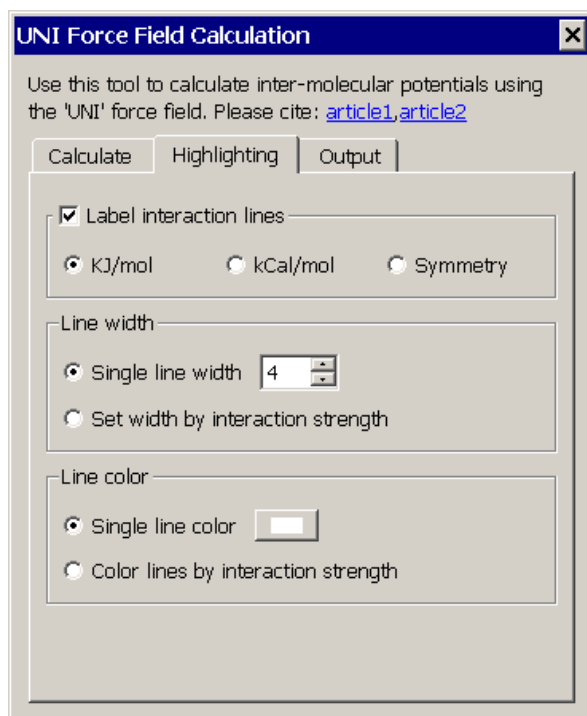 UNI Force Field Calculation
Use this tool to calculate inter-molecular potentials using
the 'UNI' force field. Please cite: article1,article2
Calculate Highlighting Output
Label interaction lines
KJ/mol kCal/mol Symmetry
Line width
Single line width 4
Set width by interaction strength
Line color
Single line color
Color lines by interaction strength